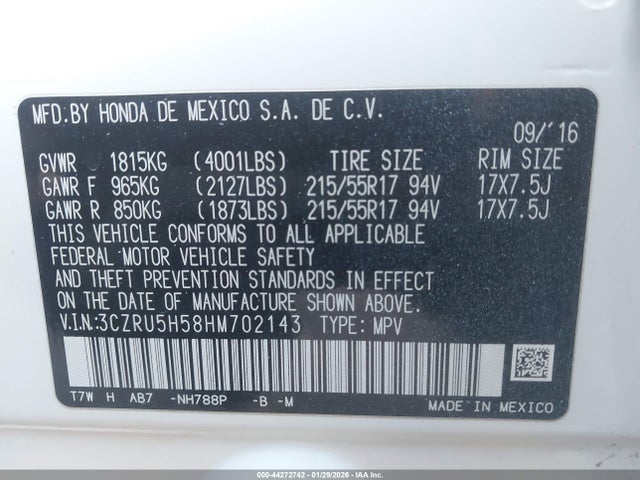 MFD.BY HONDA DE MEXICO S.A. DE C.V.
09/'16
GVWR 1815KG (4001LBS) TIRE SIZE RIM SIZE
GAWR F 965KG (2127LBS) 215/55R17 94V 17X7.5J
GAWR R 850KG (1873LBS) 215/55R17 94V 17X7.5J
THIS VEHICLE CONFORMS TO ALL APPLICABLE
FEDERAL MOTOR VEHICLE SAFETY
AND THEFT PREVENTION STANDARDS IN EFFECT
ON THE DATE OF MANUFACTURE SHOWN ABOVE.
V.I.N:3CZRU5H58HM702143 TYPE: MPV
T7W H AB7 -NH788P -B -M
MADE IN MEXICO
000-44272742 | 01/29/2026 - IAA Inc.